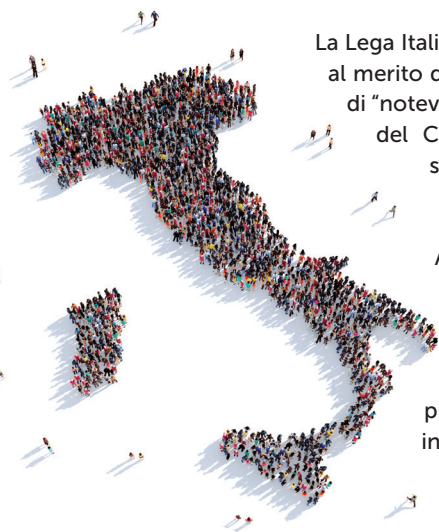 La Lega Itali
al merito d
di “notev
del C
s
A
p
in